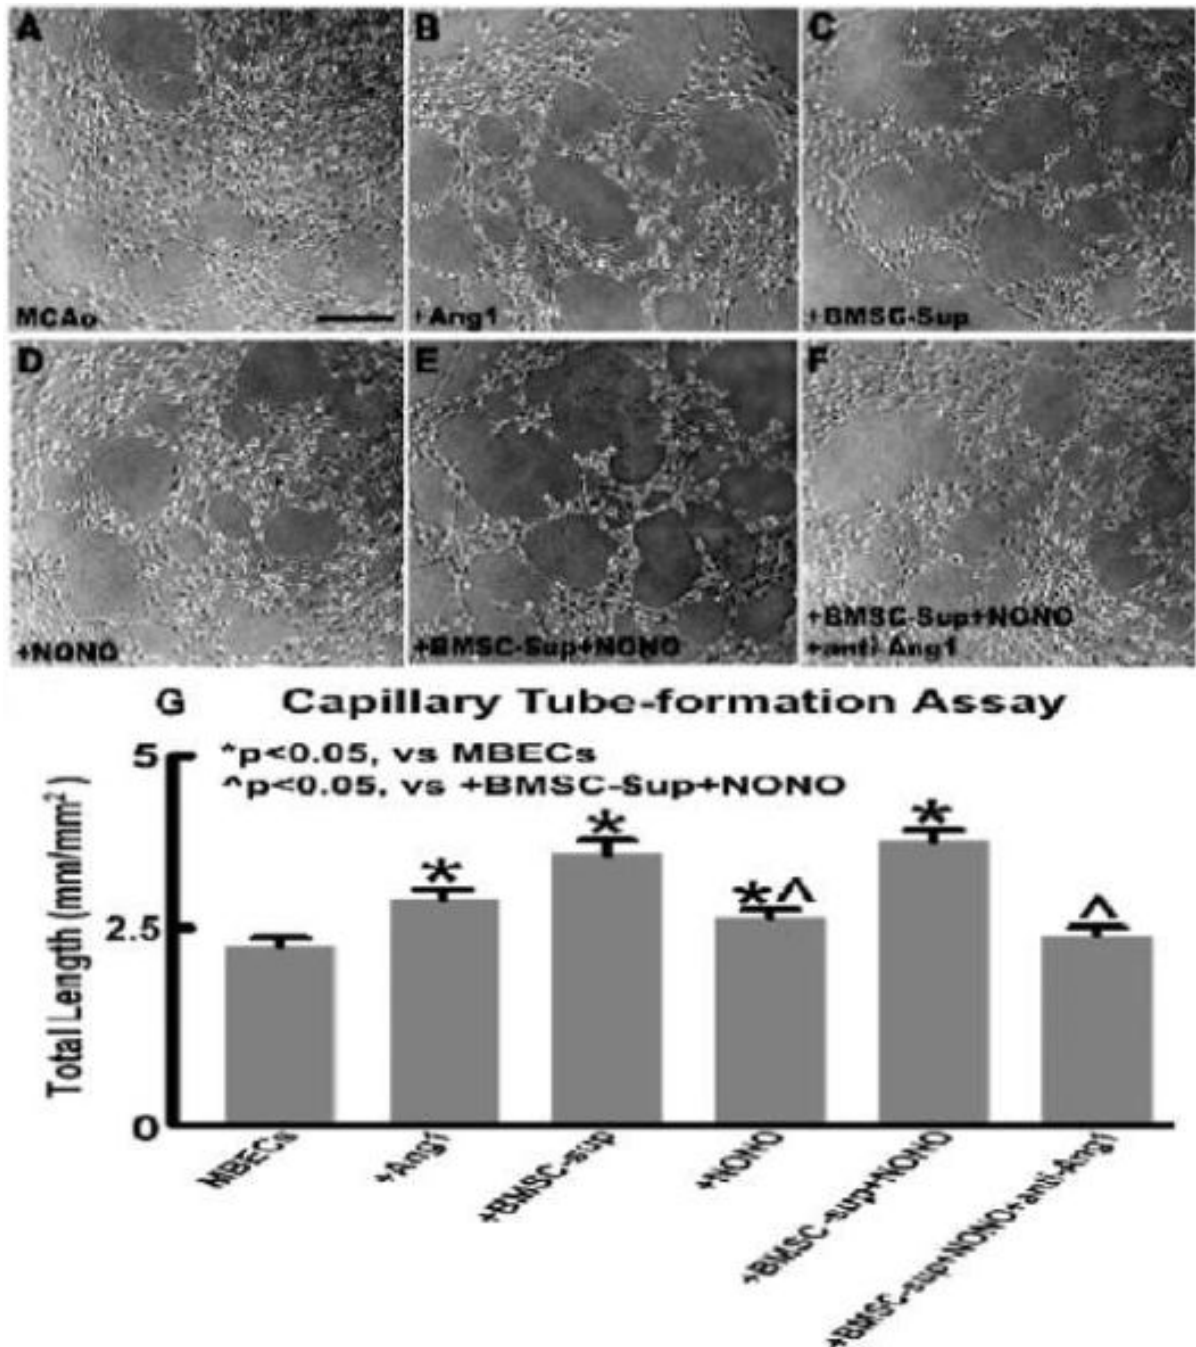 A
B
C
MCAo
+Ang1
+BMSC-Sup
D
E
F
+NONO
+BMSC-Sup+NONO
+BMSC-Sup+NONO
+anti-Ang1
G Capillary Tube-formation Assay
*p<0.05, vs MBECs
^p<0.05, vs +BMSC-Sup+NONO
Total Length (mm/mm²)
5
2.5
0
* * *^ * ^
MBECs
+Ang1
+BMSC-sup
+NONO
+BMSC-sup+NONO
+BMSC-sup+NONO+anti-Ang1